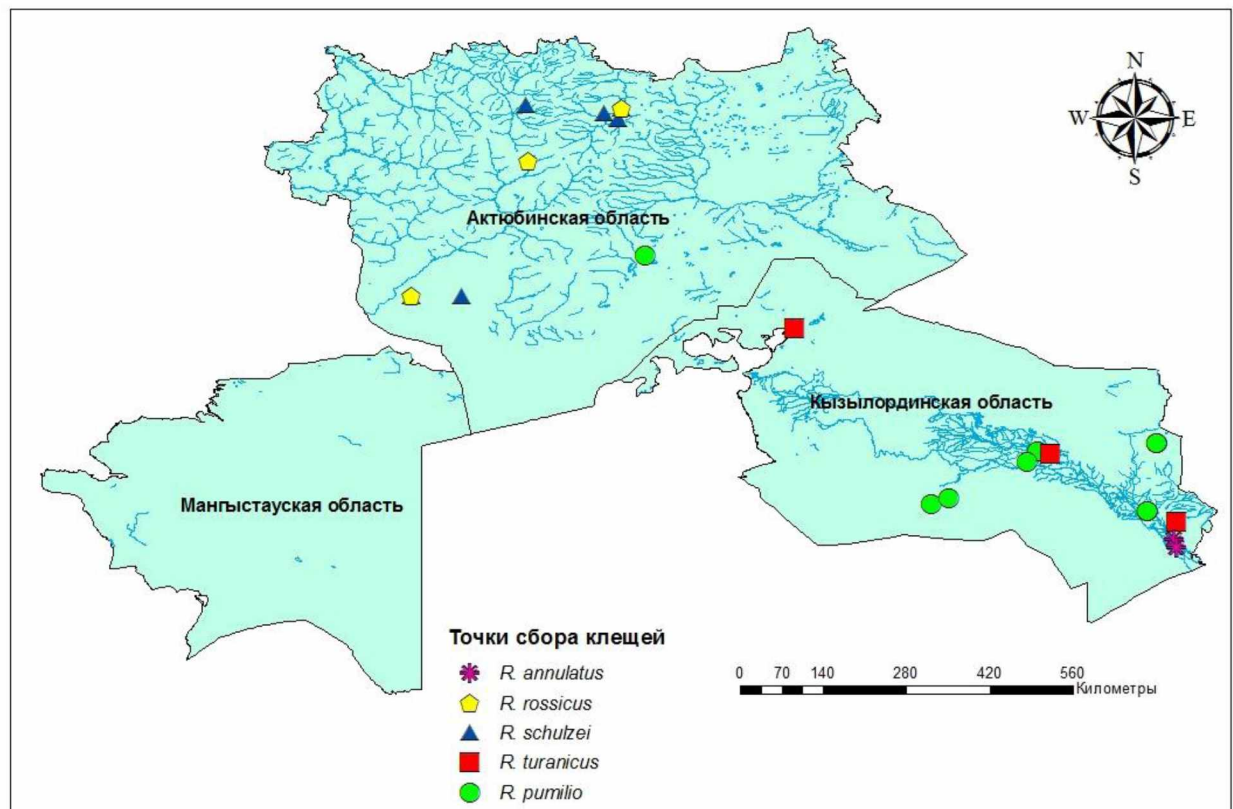 N
W E
S
Актюбинская область
Кызылординская область
Мангыстауская область
Точки сбора клещей
R. annulatus
R. rossicus
R. schulzei
R. turanicus
R. pumilio
0 70 140 280 420 560
Километры